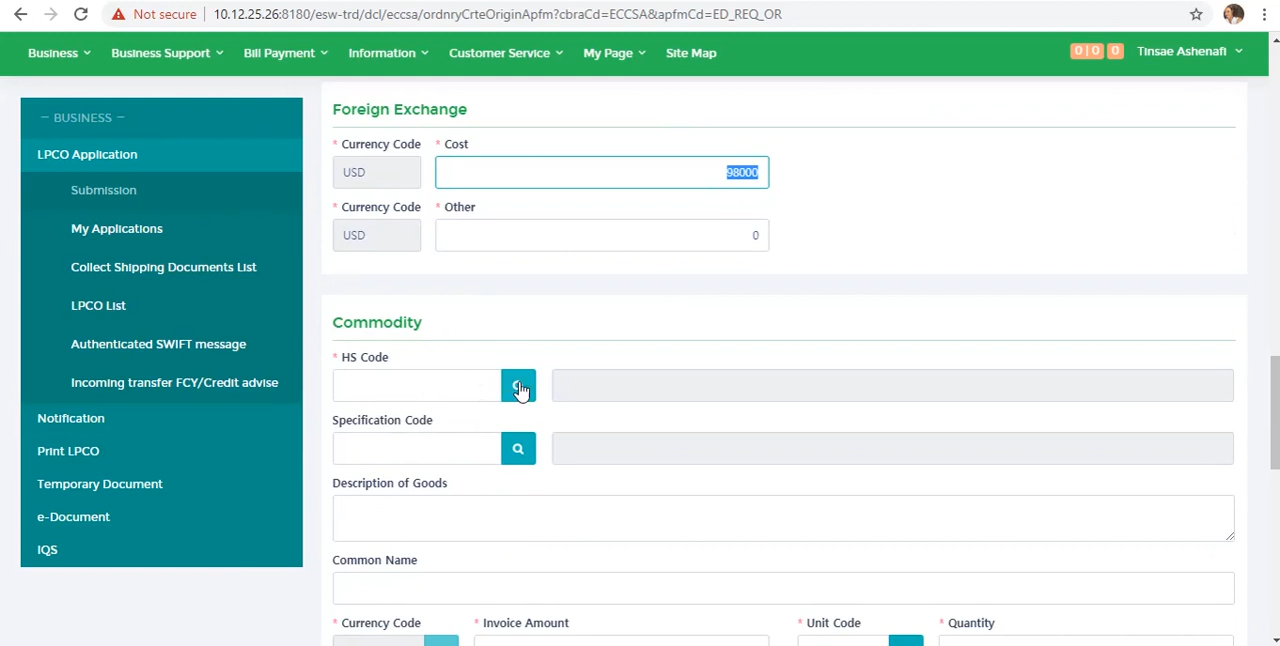 Not secure | 10.12.25.26:8180/esw-trd/dcl/eccsa/ordnryCrteOriginApfm?cbraCd=ECCSA&apfmCd=ED_REQ_OR
Business Business Support Bill Payment Information Customer Service My Page Site Map 0 | 0 0 Tinsae Ashenafi
— BUSINESS —
LPCO Application
Submission
My Applications
Collect Shipping Documents List
LPCO List
Authenticated SWIFT message
Incoming transfer FCY/Credit advise
Notification
Print LPCO
Temporary Document
e-Document
IQS
Foreign Exchange
* Currency Code * Cost
USD 98000
* Currency Code * Other
USD 0
Commodity
* HS Code
Specification Code
Description of Goods
Common Name
* Currency Code * Invoice Amount * Unit Code * Quantity